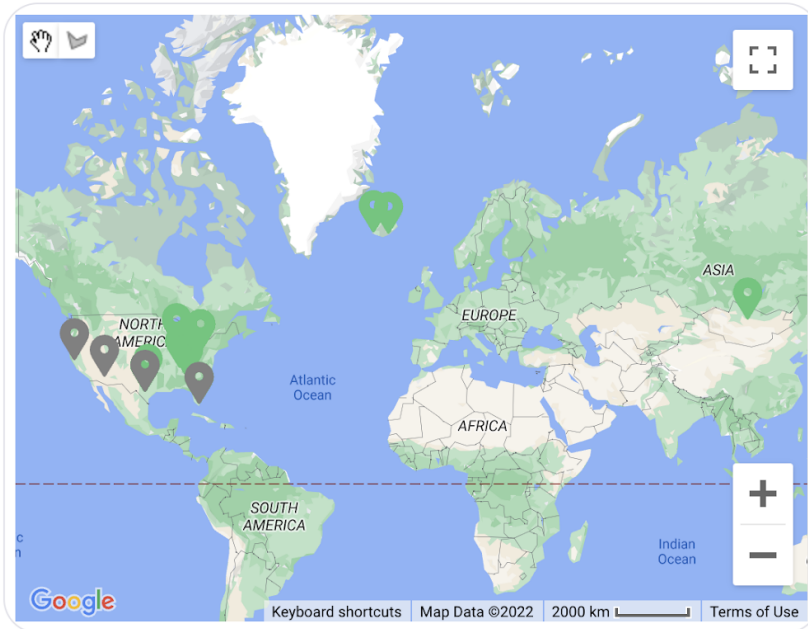 ASIA
NORTH
AMERIC
EUROPE
Atlantic
Ocean
AFRICA
SOUTH
AMERICA
c
n
Indian
Ocean
Google
Keyboard shortcuts
Map Data ©2022
2000 km
Terms of Use